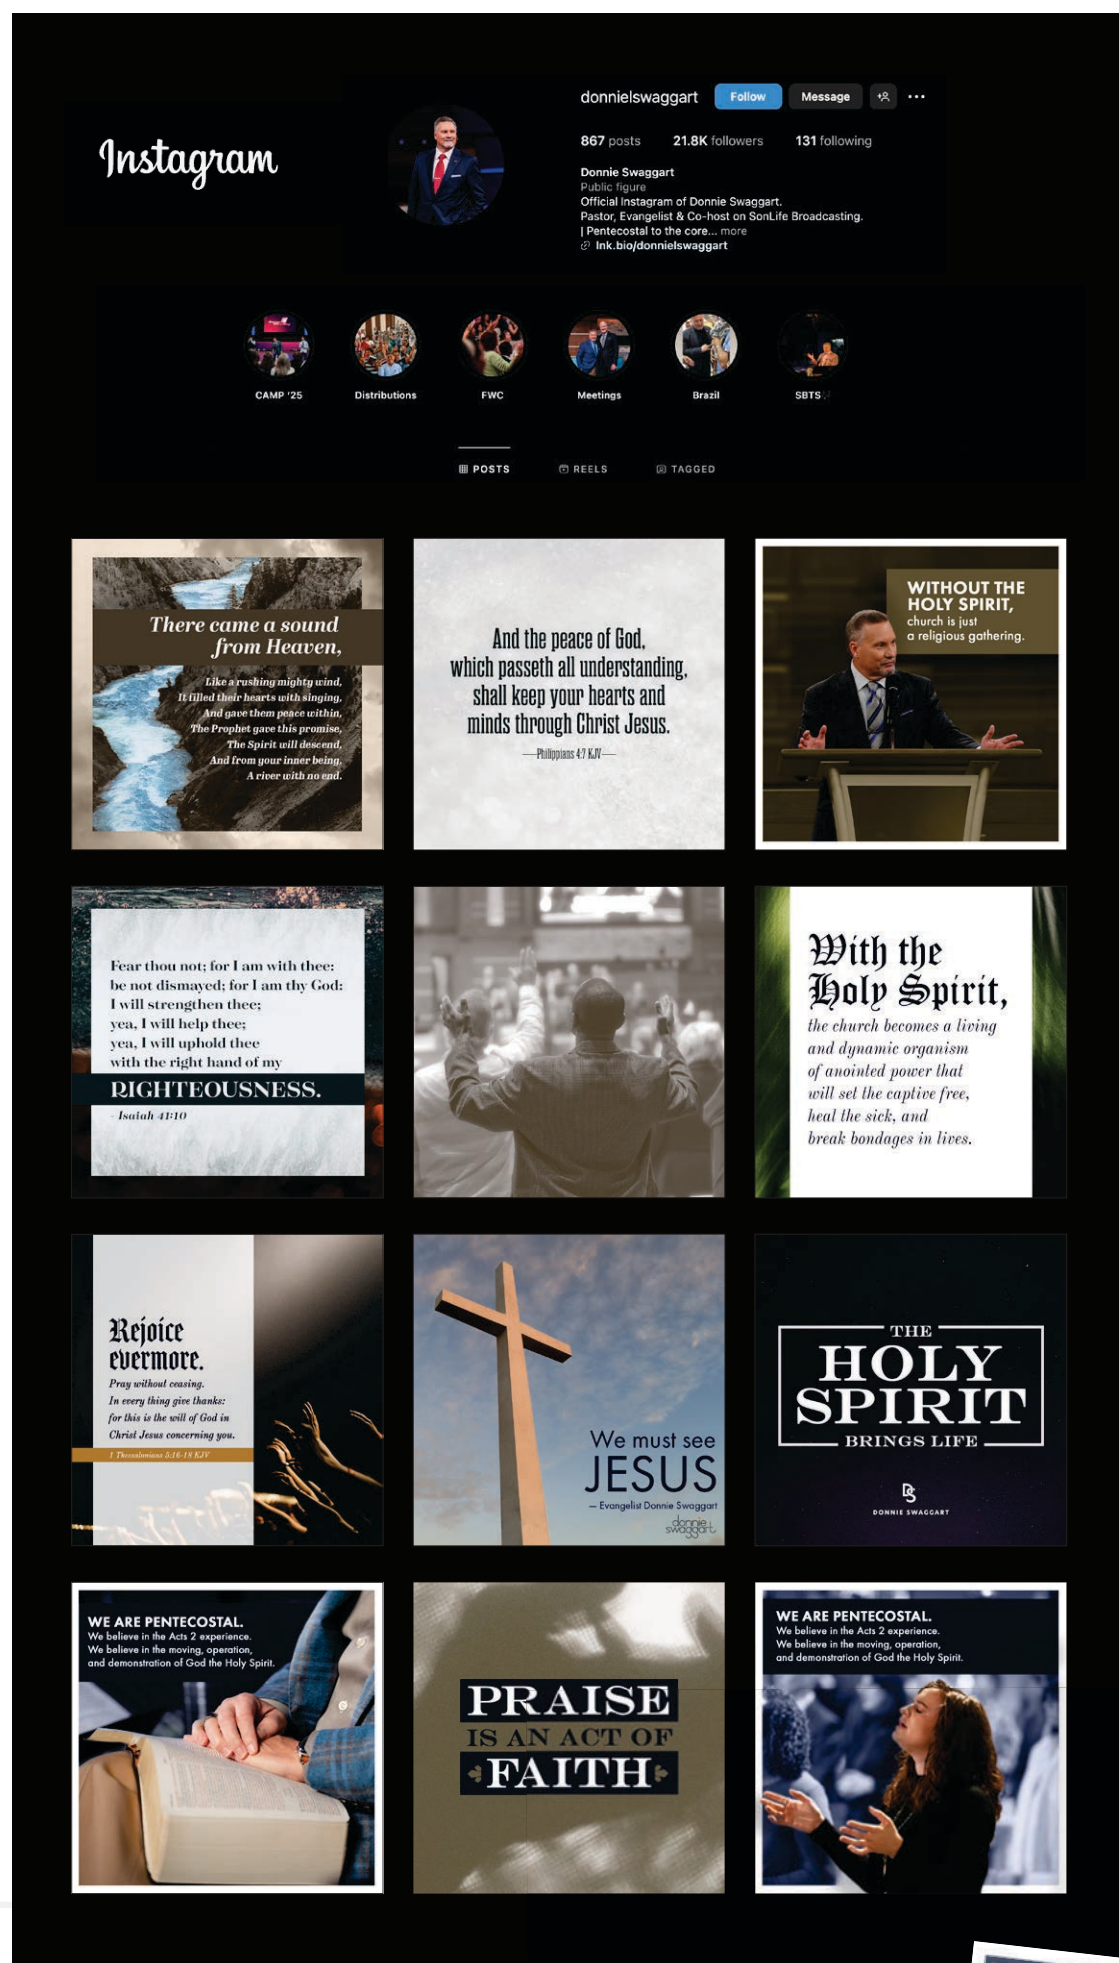 Instagram
donnielswaggart Follow Message
867 posts 21.8K followers 131 following
Donnie Swaggart
Public figure
Official Instagram of Donnie Swaggart.
Pastor, Evangelist & Co-host on SonLife Broadcasting.
| Pentecostal to the core... more
lnk.bio/donnielswaggart
CAMP '25 Distributions FWC Meetings Brazil SBTS
POSTS REELS TAGGED
There came a sound
from Heaven,
Like a rushing mighty wind,
It filled their hearts with singing,
And gave them peace within,
The Prophet gave this promise,
The Spirit will descend,
And from your inner being,
A river with no end.
And the peace of God,
which passeth all understanding,
shall keep your hearts and
minds through Christ Jesus.
—Philippians 4:7 KJV—
WITHOUT THE
HOLY SPIRIT,
church is just
a religious gathering.
Fear thou not; for I am with thee:
be not dismayed; for I am thy God:
I will strengthen thee;
yea, I will help thee;
yea, I will uphold thee
with the right hand of my
RIGHTEOUSNESS.
- Isaiah 41:10
With the
Holy Spirit,
the church becomes a living
and dynamic organism
of anointed power that
will set the captive free,
heal the sick, and
break bondages in lives.
Rejoice
evermore.
Pray without ceasing.
In every thing give thanks:
for this is the will of God in
Christ Jesus concerning you.
1 Thessalonians 5:16-18 KJV
We must see
JESUS
— Evangelist Donnie Swaggart
donnie
swaggart
THE
HOLY
SPIRIT
BRINGS LIFE
DS
DONNIE SWAGGART
WE ARE PENTECOSTAL.
We believe in the Acts 2 experience.
We believe in the moving, operation,
and demonstration of God the Holy Spirit.
PRAISE
IS AN ACT OF
FAITH
WE ARE PENTECOSTAL.
We believe in the Acts 2 experience.
We believe in the moving, operation,
and demonstration of God the Holy Spirit.